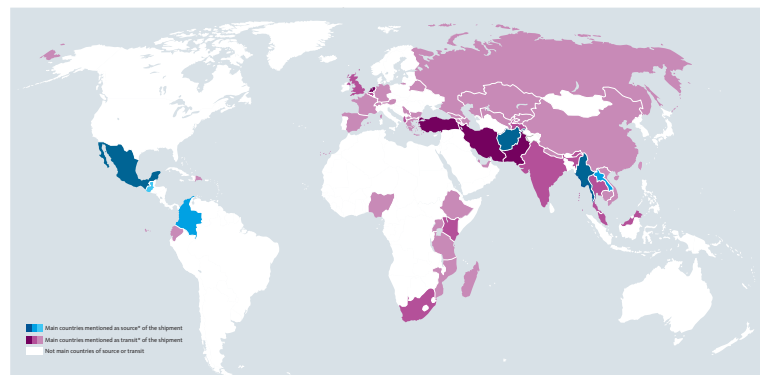 Main countries mentioned as source* of the shipment
Main countries mentioned as transit* of the shipment
Not main countries of source or transit